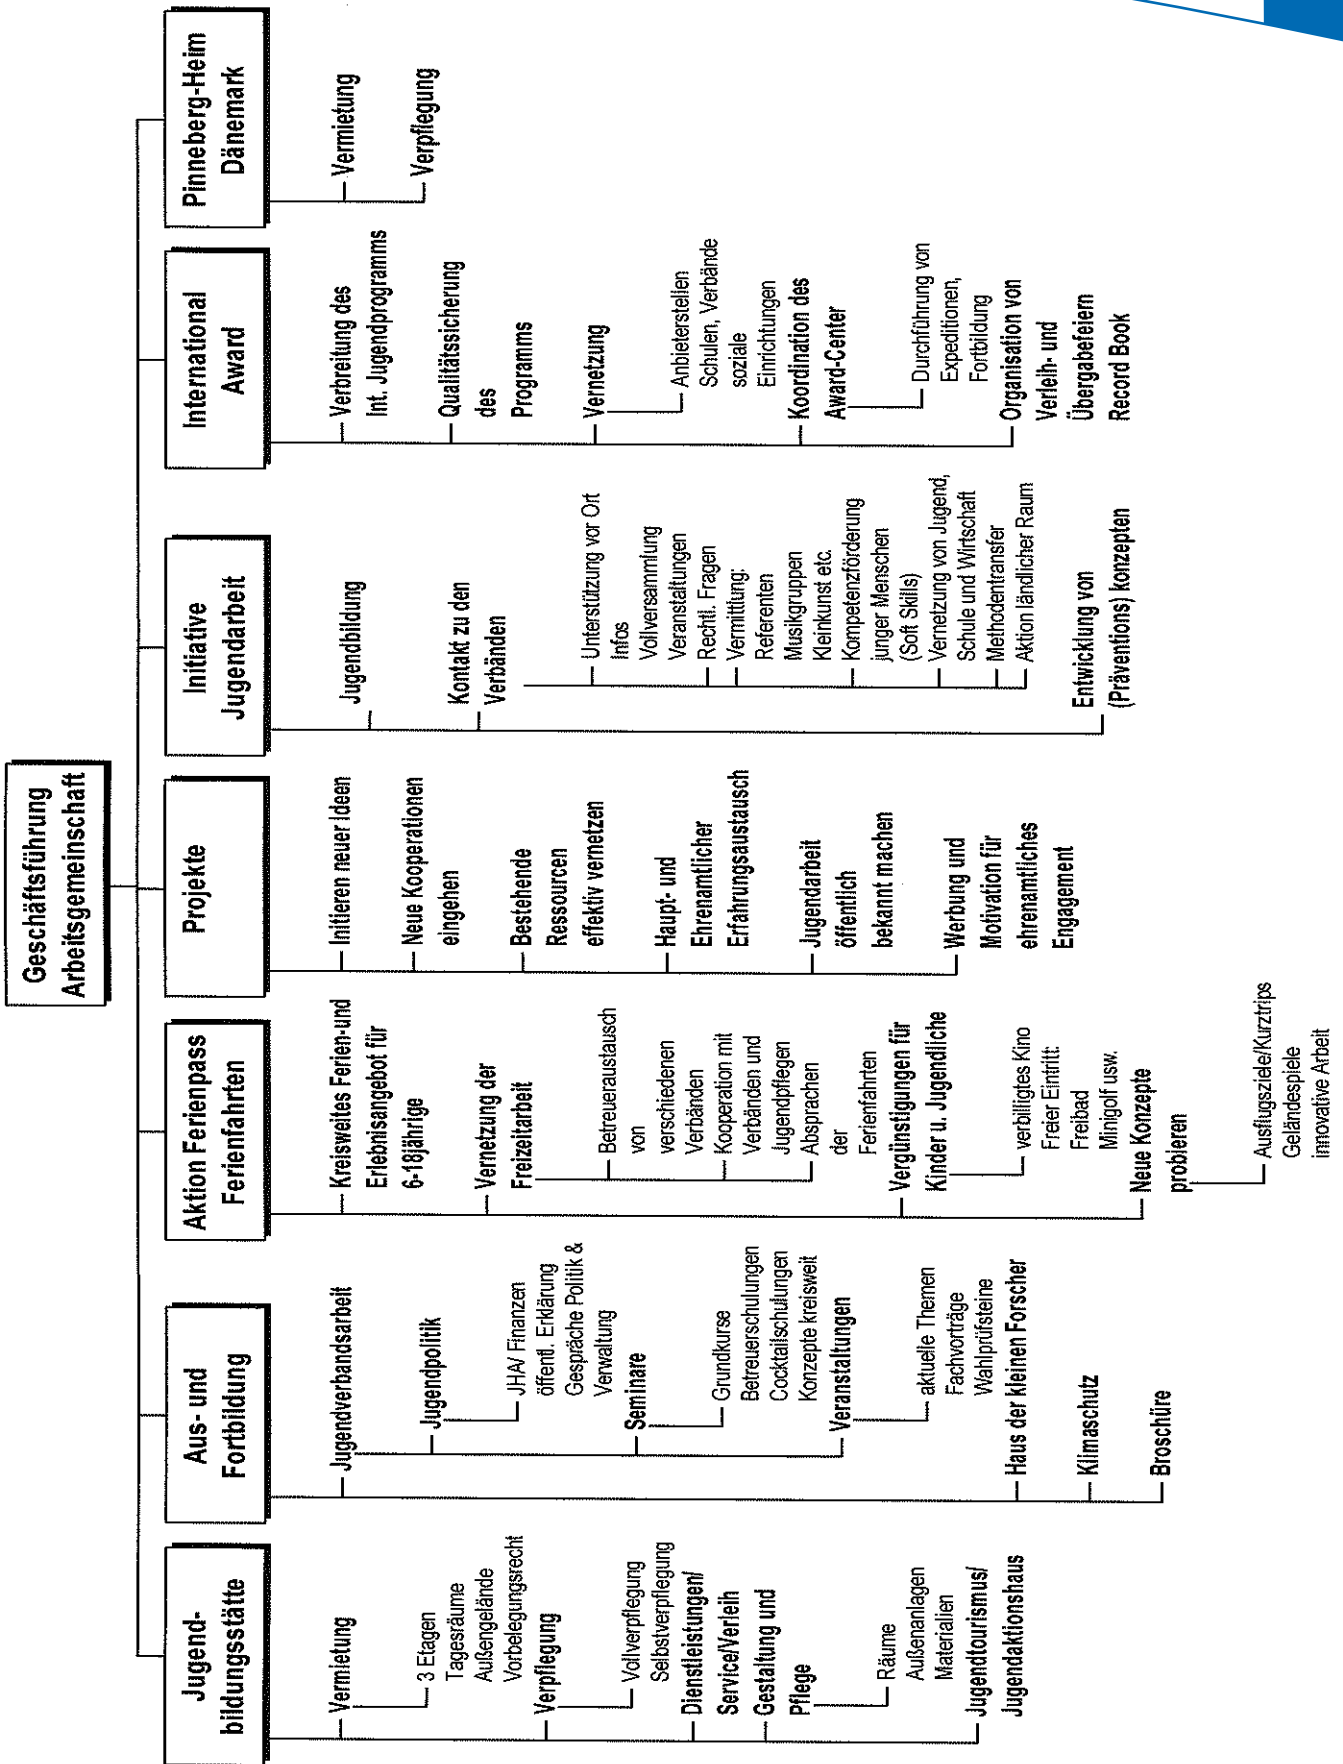 Geschäftsführung
Arbeitsgemeinschaft
Jugend-
bildungsstätte
Vermietung
3 Etagen
Tagesräume
Außengelände
Vorbelegungsrecht
Verpflegung
Vollverpflegung
Selbstverpflegung
Dienstleistungen/
Service/Verleih
Gestaltung und
Pflege
Räume
Außenanlagen
Materialien
Jugendtourismus/
Jugendaktionshaus
Aus- und
Fortbildung
Jugendverbandsarbeit
Jugendpolitik
JHA/ Finanzen
öffentl. Erklärung
Gespräche Politik &
Verwaltung
Seminare
Grundkurse
Betreuerschulungen
Cocktailschulungen
Konzepte kreisweit
Veranstaltungen
aktuelle Themen
Fachvorträge
Wahlprüfsteine
Haus der kleinen Forscher
Klimaschutz
Broschüre
Aktion Ferienpass
Ferienfahrten
Kreisweites Ferien-und
Erlebnisangebot für
6-18jährige
Vernetzung der
Freizeitarbeit
Betreueraustausch
von
verschiedenen
Verbänden
Kooperation mit
Verbänden und
Jugendpflegen
Absprachen
der
Ferienfahrten
Vergünstigungen für
Kinder u. Jugendliche
verbilligtes Kino
Freier Eintritt:
Freibad
Minigolf usw.
Neue Konzepte
probieren
Ausflugsziele/Kurztrips
Geländespiele
innovative Arbeit
Projekte
Initiieren neuer Ideen
Neue Kooperationen
eingehen
Bestehende
Ressourcen
effektiv vernetzen
Haupt- und
Ehrenamtlicher
Erfahrungsaustausch
Jugendarbeit
öffentlich
bekannt machen
Werbung und
Motivation für
ehrenamtliches
Engagement
Initiative
Jugendarbeit
Jugendbildung
Kontakt zu den
Verbänden
Unterstützung vor Ort
Infos
Vollversammlung
Veranstaltungen
Rechtl. Fragen
Vermittlung:
Referenten
Musikgruppen
Kleinkunst etc.
Kompetenzförderung
junger Menschen
(Soft Skills)
Vernetzung von Jugend,
Schule und Wirtschaft
Methodentransfer
Aktion ländlicher Raum
Entwicklung von
(Präventions) konzepten
International
Award
Verbreitung des
Int. Jugendprogramms
Qualitätssicherung
des
Programms
Vernetzung
Anbieterstellen
Schulen, Verbände
soziale
Einrichtungen
Koordination des
Award-Center
Durchführung von
Expeditionen,
Fortbildung
Organisation von
Verleih- und
Übergabefeiern
Record Book
Pinneberg-Heim
Dänemark
Vermietung
Verpflegung